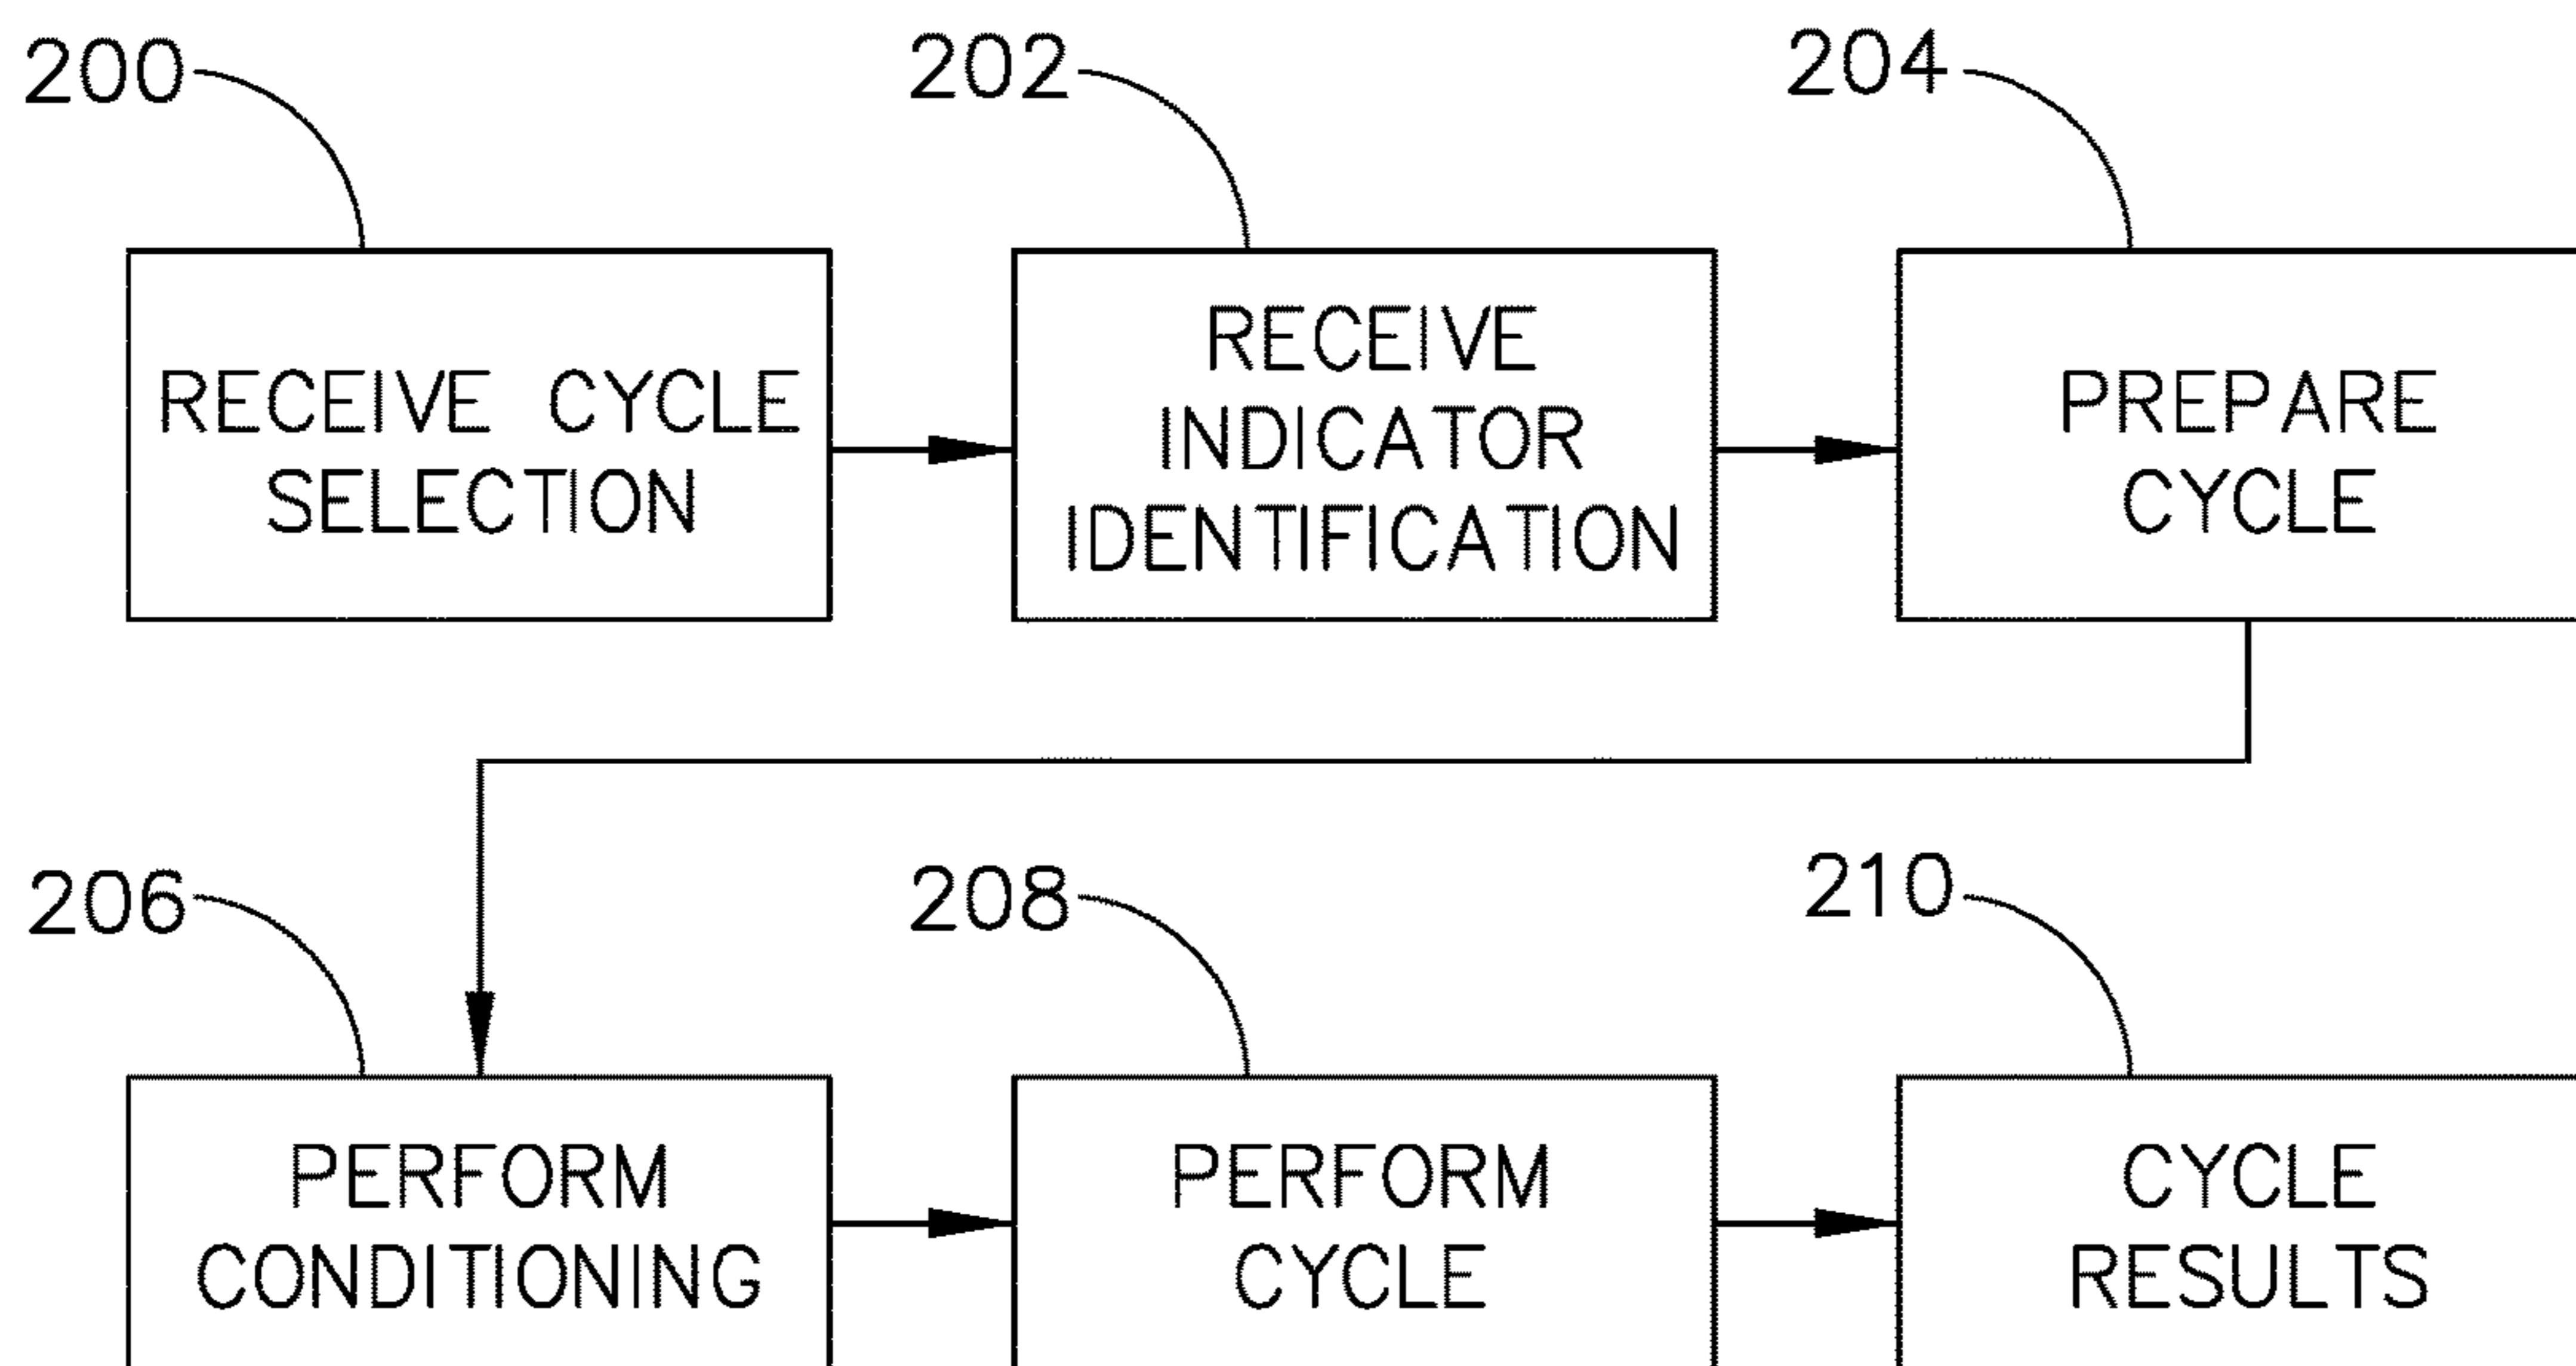 200
RECEIVE CYCLE
SELECTION
202
RECEIVE
INDICATOR
IDENTIFICATION
204
PREPARE
CYCLE
206
PERFORM
CONDITIONING
208
PERFORM
CYCLE
210
CYCLE
RESULTS